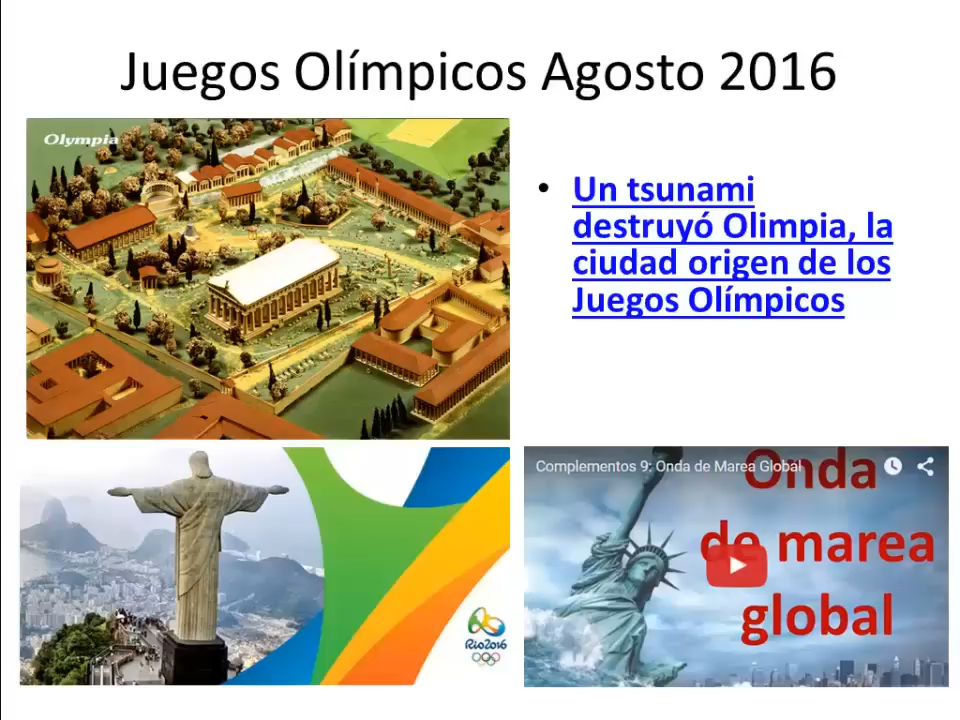 Juegos Olímpicos Agosto 2016
Olympia
• Un tsunami
destruyó Olimpia, la
ciudad origen de los
Juegos Olímpicos
Rio2016
Complementos 9: Onda de Marea Global
Onda
de marea
global